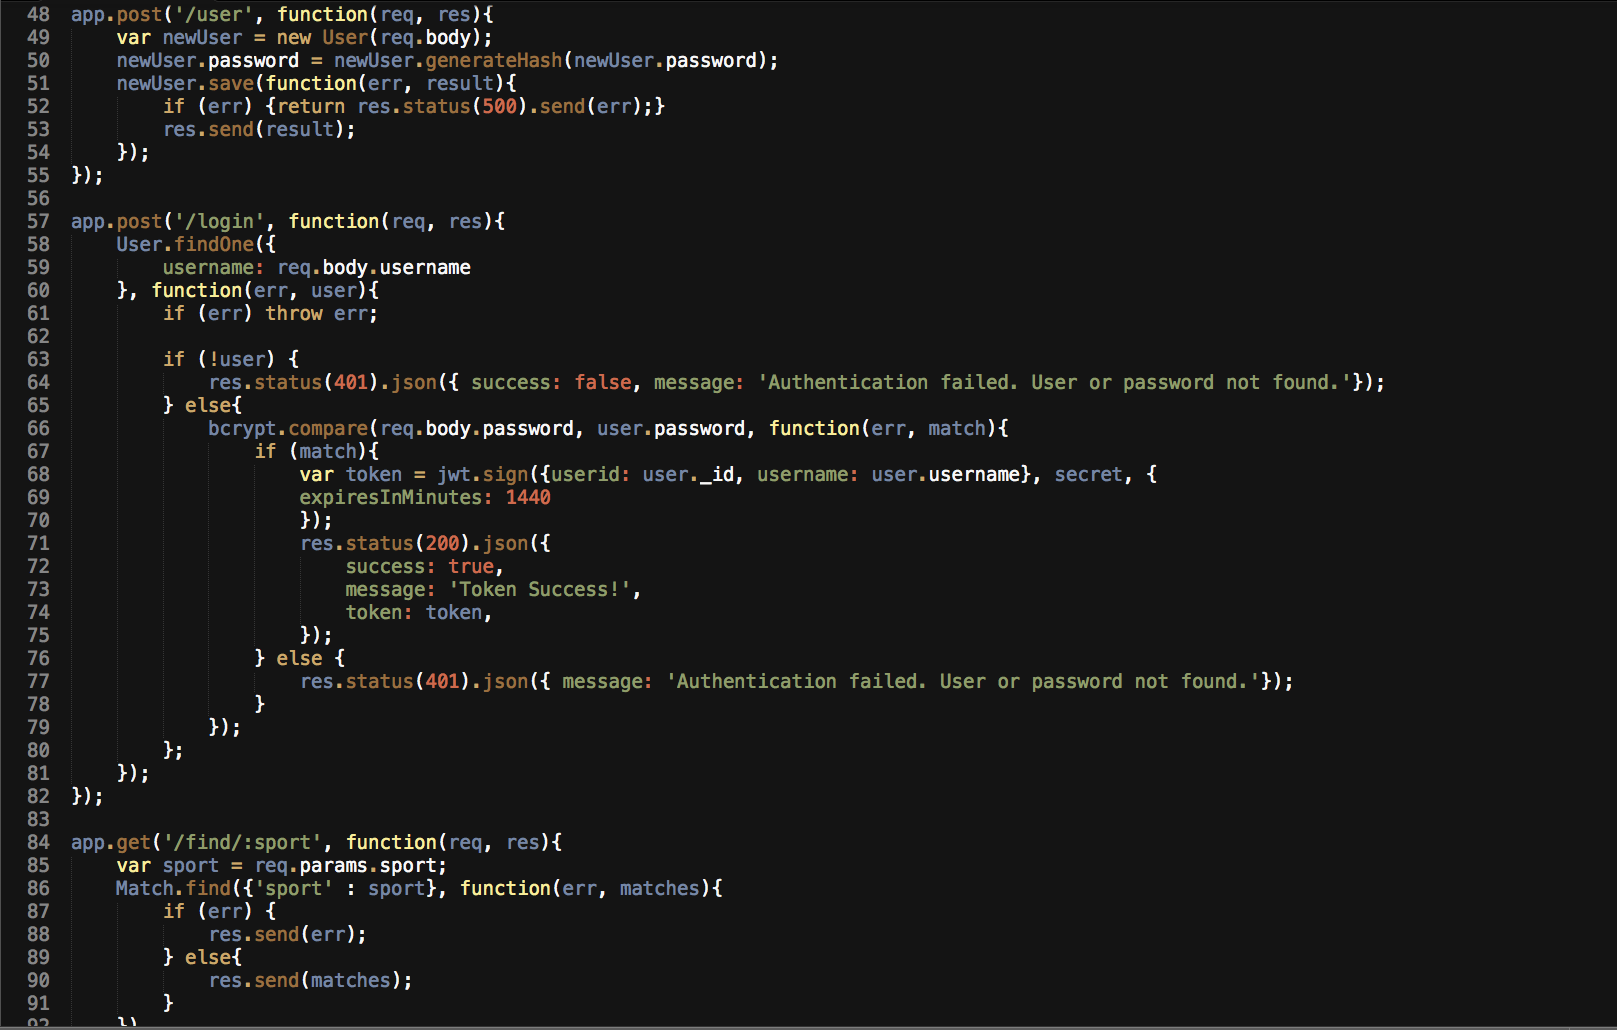 48 app.post('/user', function(req, res){
49     var newUser = new User(req.body);
50     newUser.password = newUser.generateHash(newUser.password);
51     newUser.save(function(err, result){
52         if (err) {return res.status(500).send(err);}
53         res.send(result);
54     });
55 });
56
57 app.post('/login', function(req, res){
58     User.findOne({
59         username: req.body.username
60     }, function(err, user){
61         if (err) throw err;
62
63         if (!user) {
64             res.status(401).json({ success: false, message: 'Authentication failed. User or password not found.'});
65         } else{
66             bcrypt.compare(req.body.password, user.password, function(err, match){
67                 if (match){
68                     var token = jwt.sign({userid: user._id, username: user.username}, secret, {
69                     expiresInMinutes: 1440
70                     });
71                     res.status(200).json({
72                         success: true,
73                         message: 'Token Success!',
74                         token: token,
75                     });
76                 } else {
77                     res.status(401).json({ message: 'Authentication failed. User or password not found.'});
78                 }
79             });
80         };
81     });
82 });
83
84 app.get('/find/:sport', function(req, res){
85     var sport = req.params.sport;
86     Match.find({'sport' : sport}, function(err, matches){
87         if (err) {
88             res.send(err);
89         } else{
90             res.send(matches);
91         }
92     })